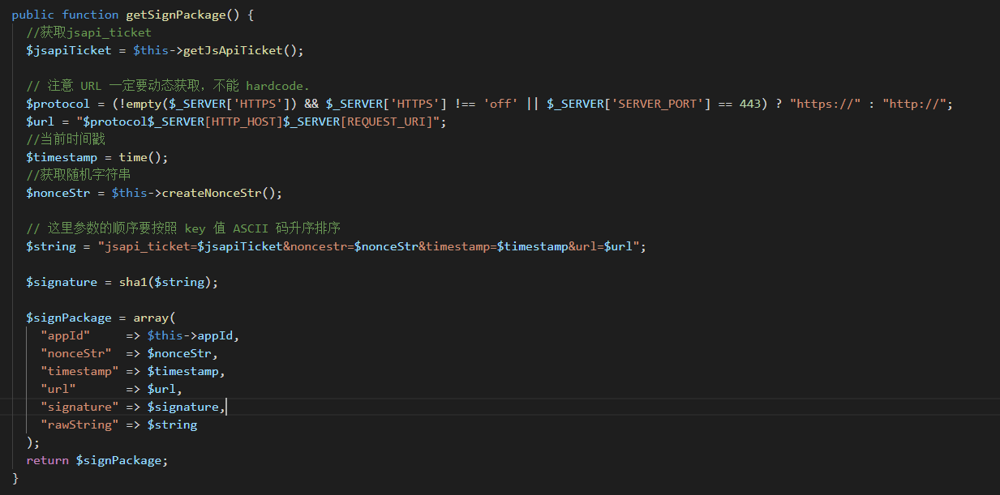 public function getSignPackage() {
//获取jsapi_ticket
$jsapiTicket = $this->getJsApiTicket();
// 注意 URL 一定要动态获取，不能 hardcode.
$protocol = (!empty($_SERVER['HTTPS']) && $_SERVER['HTTPS'] !== 'off' || $_SERVER['SERVER_PORT'] == 443) ? "https://" : "http://";
$url = "$protocol$_SERVER[HTTP_HOST]$_SERVER[REQUEST_URI]";
//当前时间戳
$timestamp = time();
//获取随机字符串
$nonceStr = $this->createNonceStr();
// 这里参数的顺序要按照 key 值 ASCII 码升序排序
$string = "jsapi_ticket=$jsapiTicket&noncestr=$nonceStr&timestamp=$timestamp&url=$url";
$signature = sha1($string);
$signPackage = array(
"appId"     => $this->appId,
"nonceStr"  => $nonceStr,
"timestamp" => $timestamp,
"url"       => $url,
"signature" => $signature,
"rawString" => $string
);
return $signPackage;
}